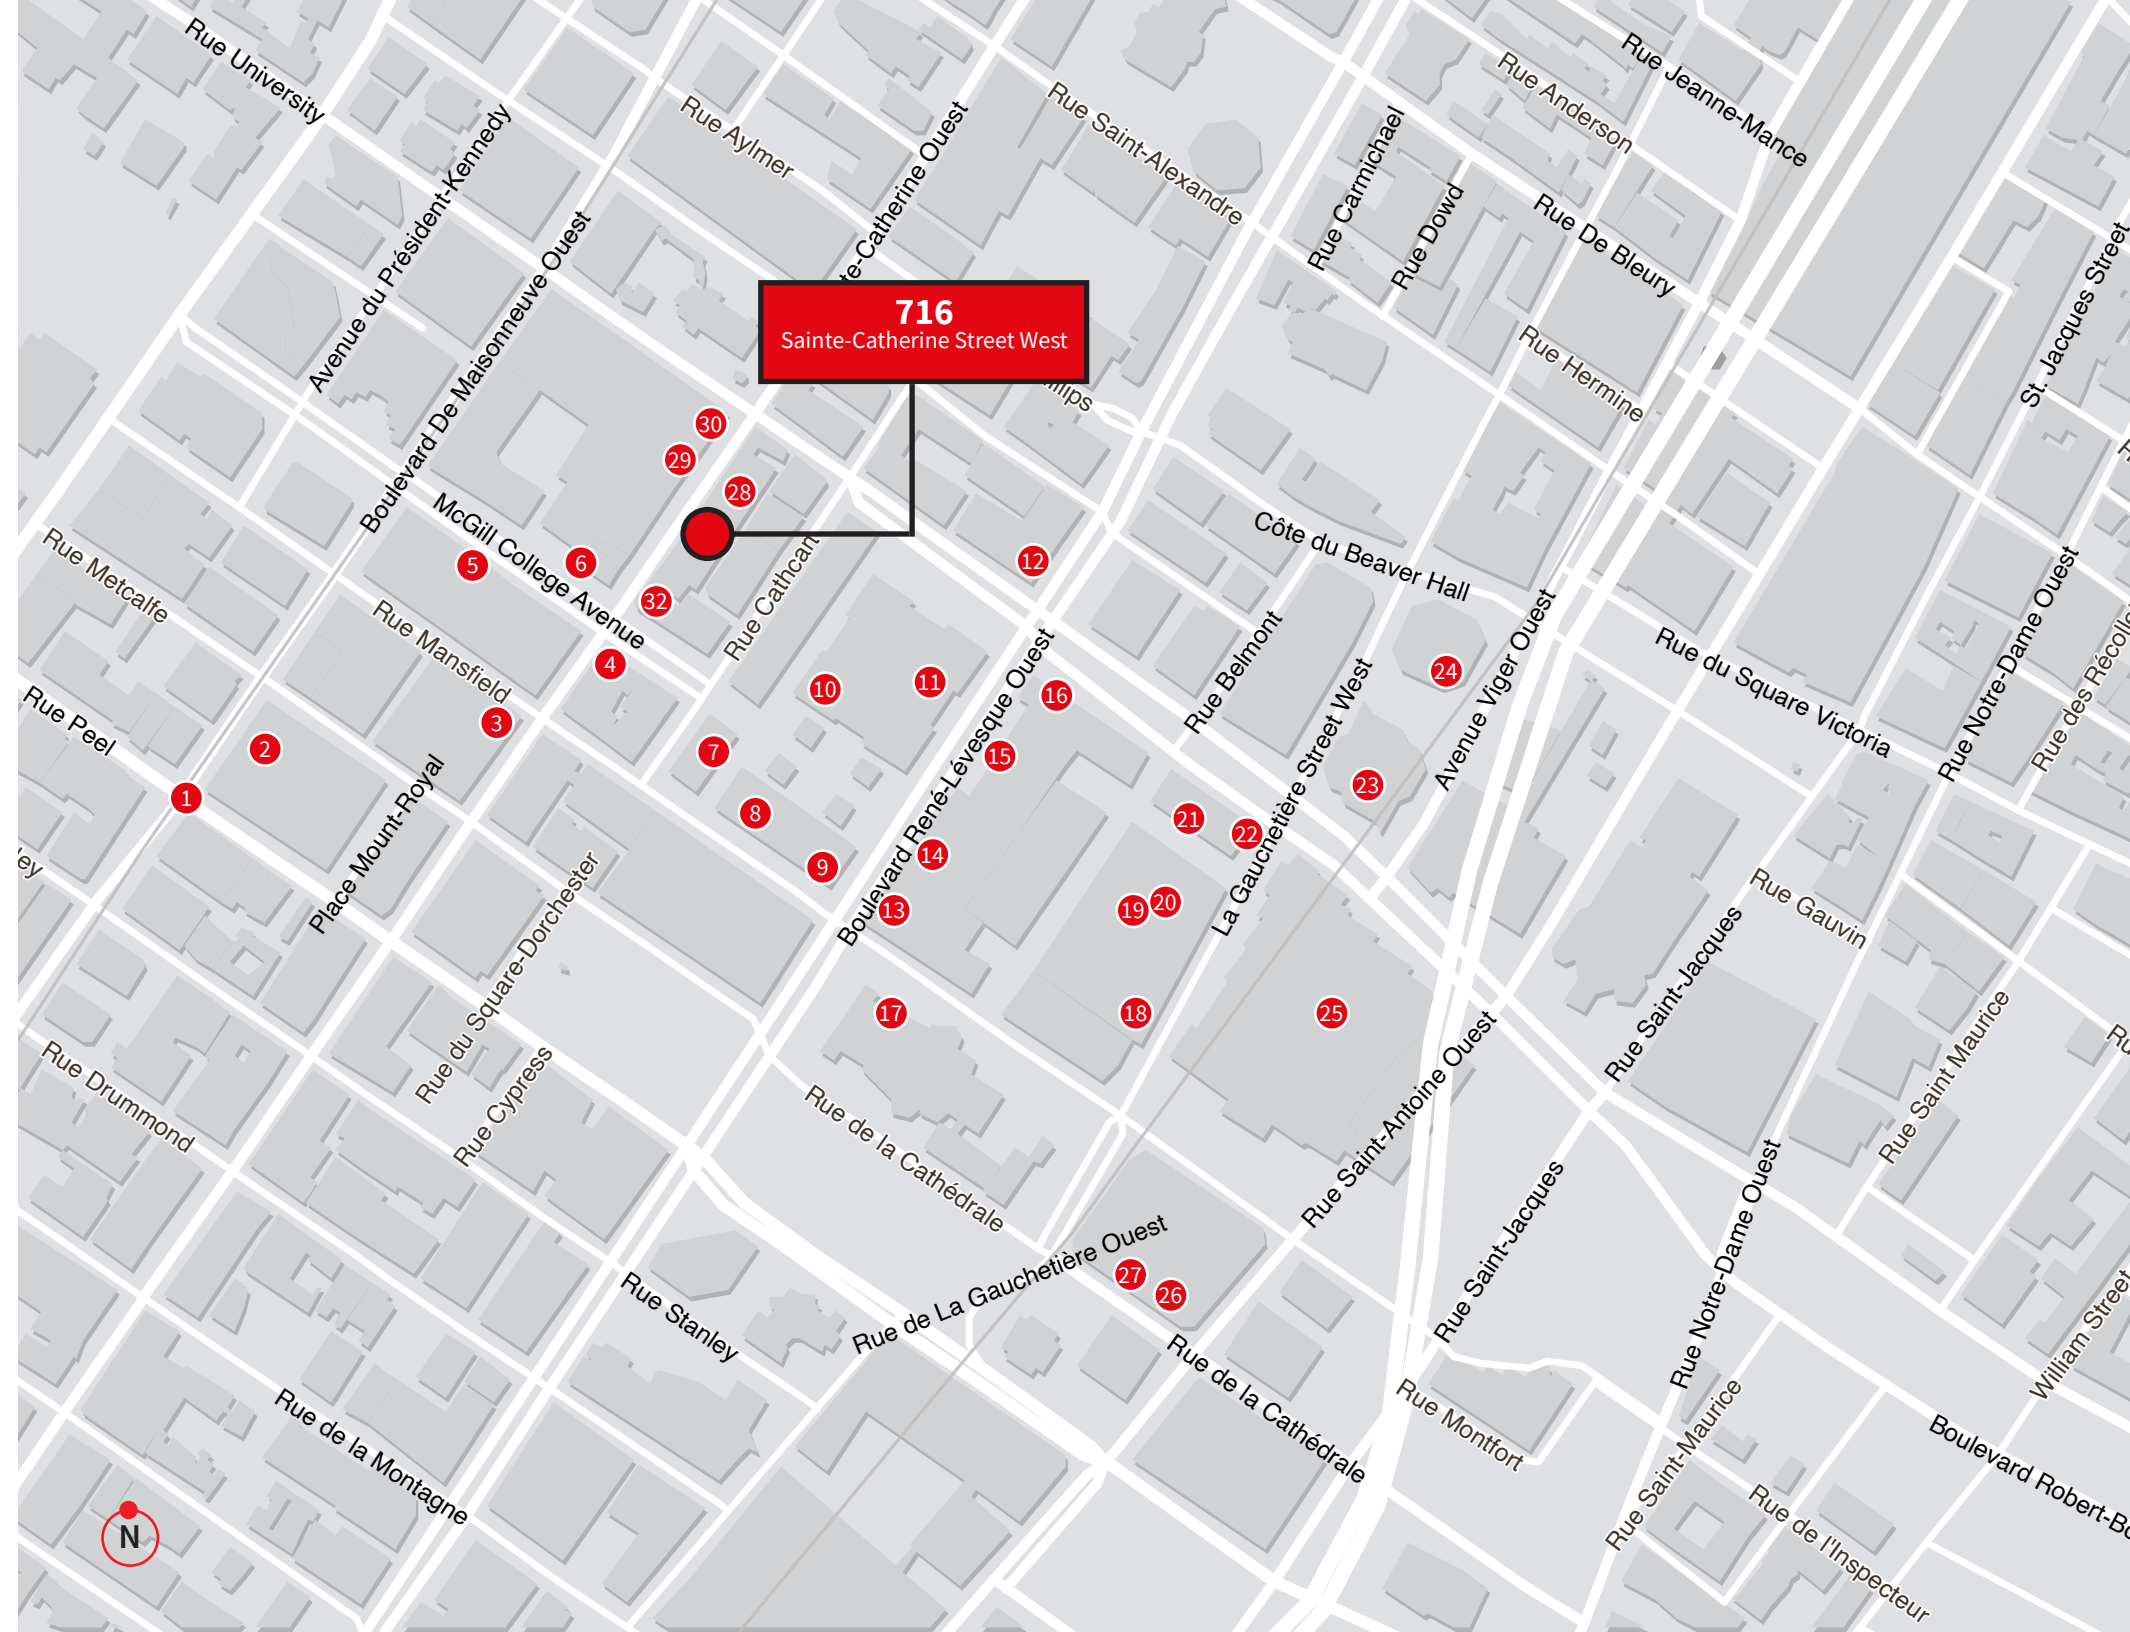 Rue University
Avenue du Président-Kennedy
Boulevard De Maisonneuve Ouest
Rue Aylmer
te-Catherine Ouest
Rue Saint-Alexandre
Rue Carmichael
Rue Dowd
Rue Anderson
Rue Jeanne-Mance
Rue De Bleury
Rue Hermine
St. Jacques Street
716
Sainte-Catherine Street West
30
29
28
McGill College Avenue
5
6
32
4
Rue Cathcart
12
Côte du Beaver Hall
Rue Metcalfe
Rue Mansfield
3
Rue Peel
2
1
Place Mount-Royal
7
8
9
10
11
Boulevard René-Lévesque Ouest
16
15
14
13
Rue Belmont
La Gauchetière Street West
24
23
Avenue Viger Ouest
Rue du Square Victoria
Rue Notre-Dame Ouest
Rue des Récolle
21
22
19
20
18
17
25
ley
Rue du Square-Dorchester
Rue Cypress
Rue Drummond
Rue de la Cathédrale
Rue Saint-Antoine Ouest
Rue Saint-Jacques
Rue Gauvin
Rue Saint Maurice
Ru
Rue de La Gauchetière Ouest
27
26
Rue Stanley
Rue de la Cathédrale
Rue Saint-Jacques
Rue Notre-Dame Ouest
William Street
Rue Montfort
Rue Saint-Maurice
Boulevard Robert-Bo
Rue de l'Inspecteur
Rue de la Montagne
N